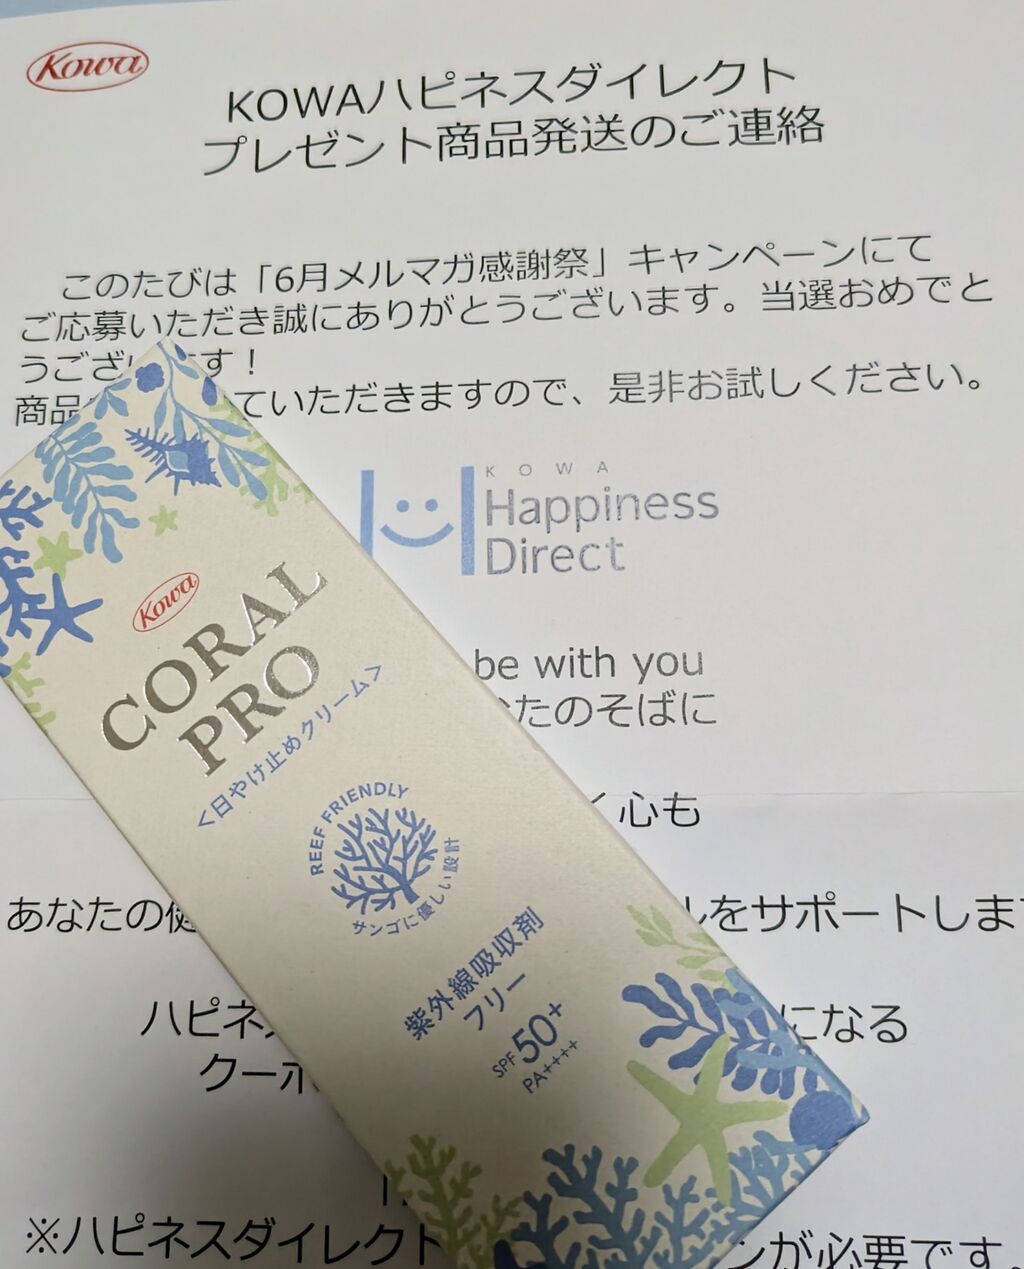 Kowa
KOWAハピネスダイレクト
プレゼント商品発送のご連絡
このたびは「6月メルマガ感謝祭」キャンペーンにて
ご応募いただき誠にありがとうございます。当選おめでと
うございます！
商品 ていただきますので、是非お試しください。
KOWA
Happiness
Direct
be with you
たのそばに
く心も
あなたの健 ルをサポートしま
ハピネ になる
クーポ
※ハピネスダイレクト ンが必要です。
Kowa
CORAL
PRO
<日やけ止めクリーム>
REEF FRIENDLY
サンゴに優しい設計
紫外線吸収剤
フリー
SPF50+
PA++++